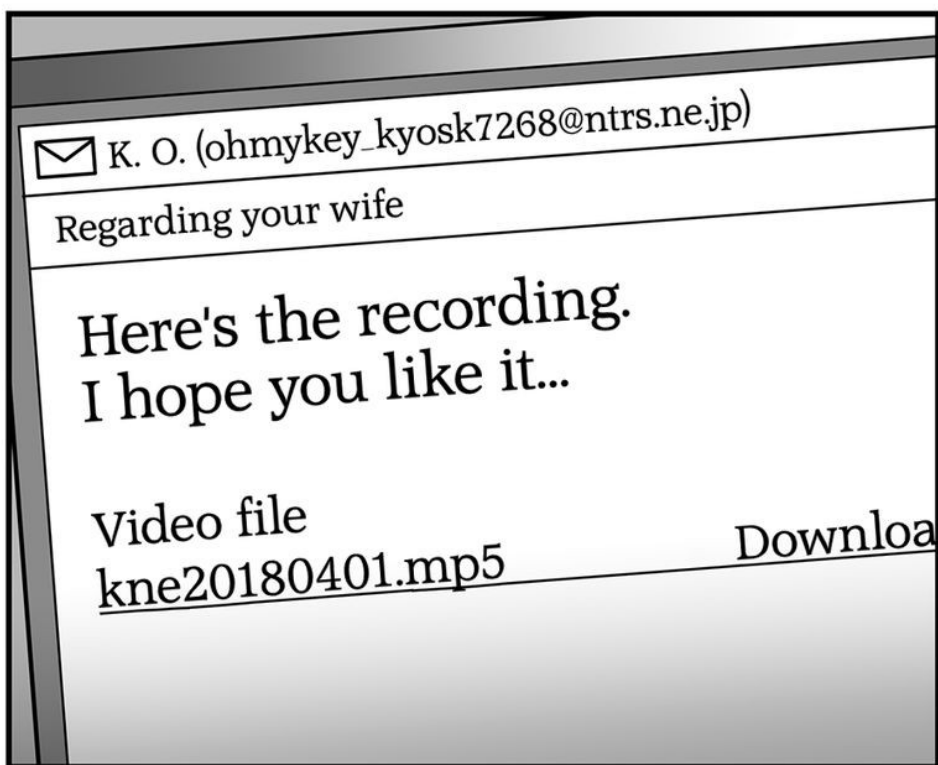 K. O. (ohmykey_kyosk7268@ntrs.ne.jp)
Regarding your wife
Here's the recording.
I hope you like it...
Video file
kne20180401.mp5 Downloa